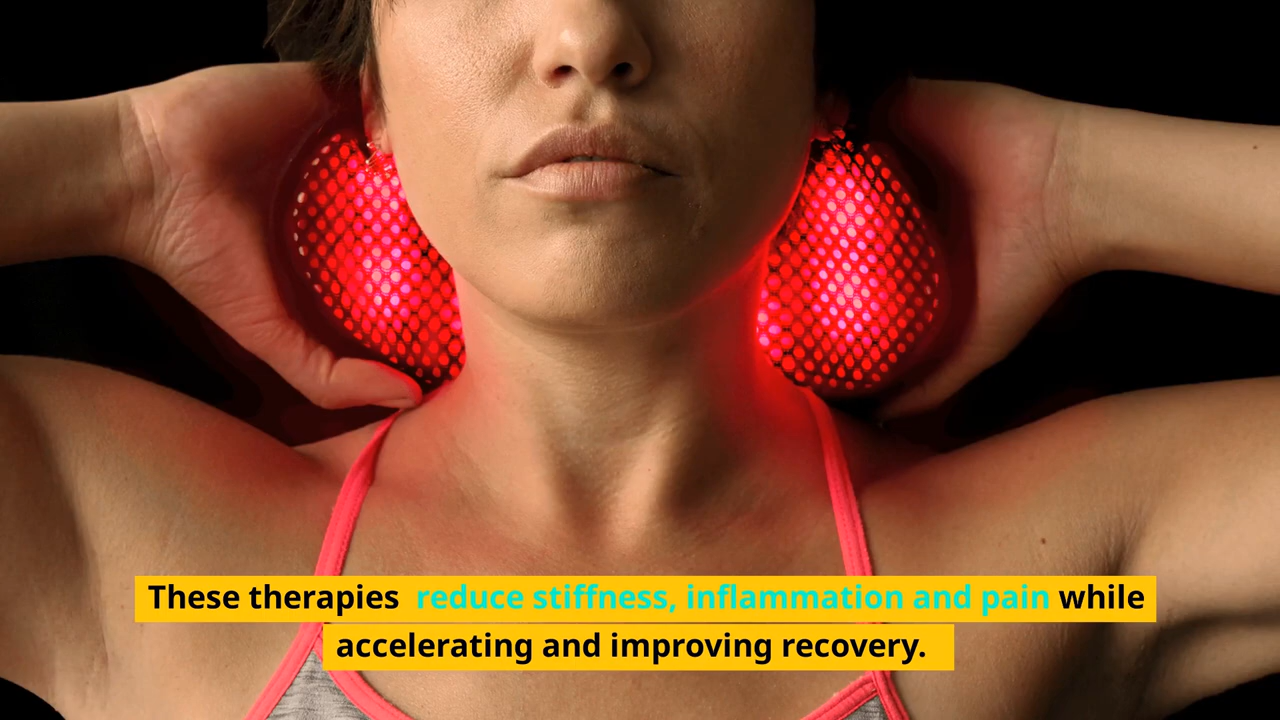 These therapies reduce stiffness, inflammation and pain while
accelerating and improving recovery.